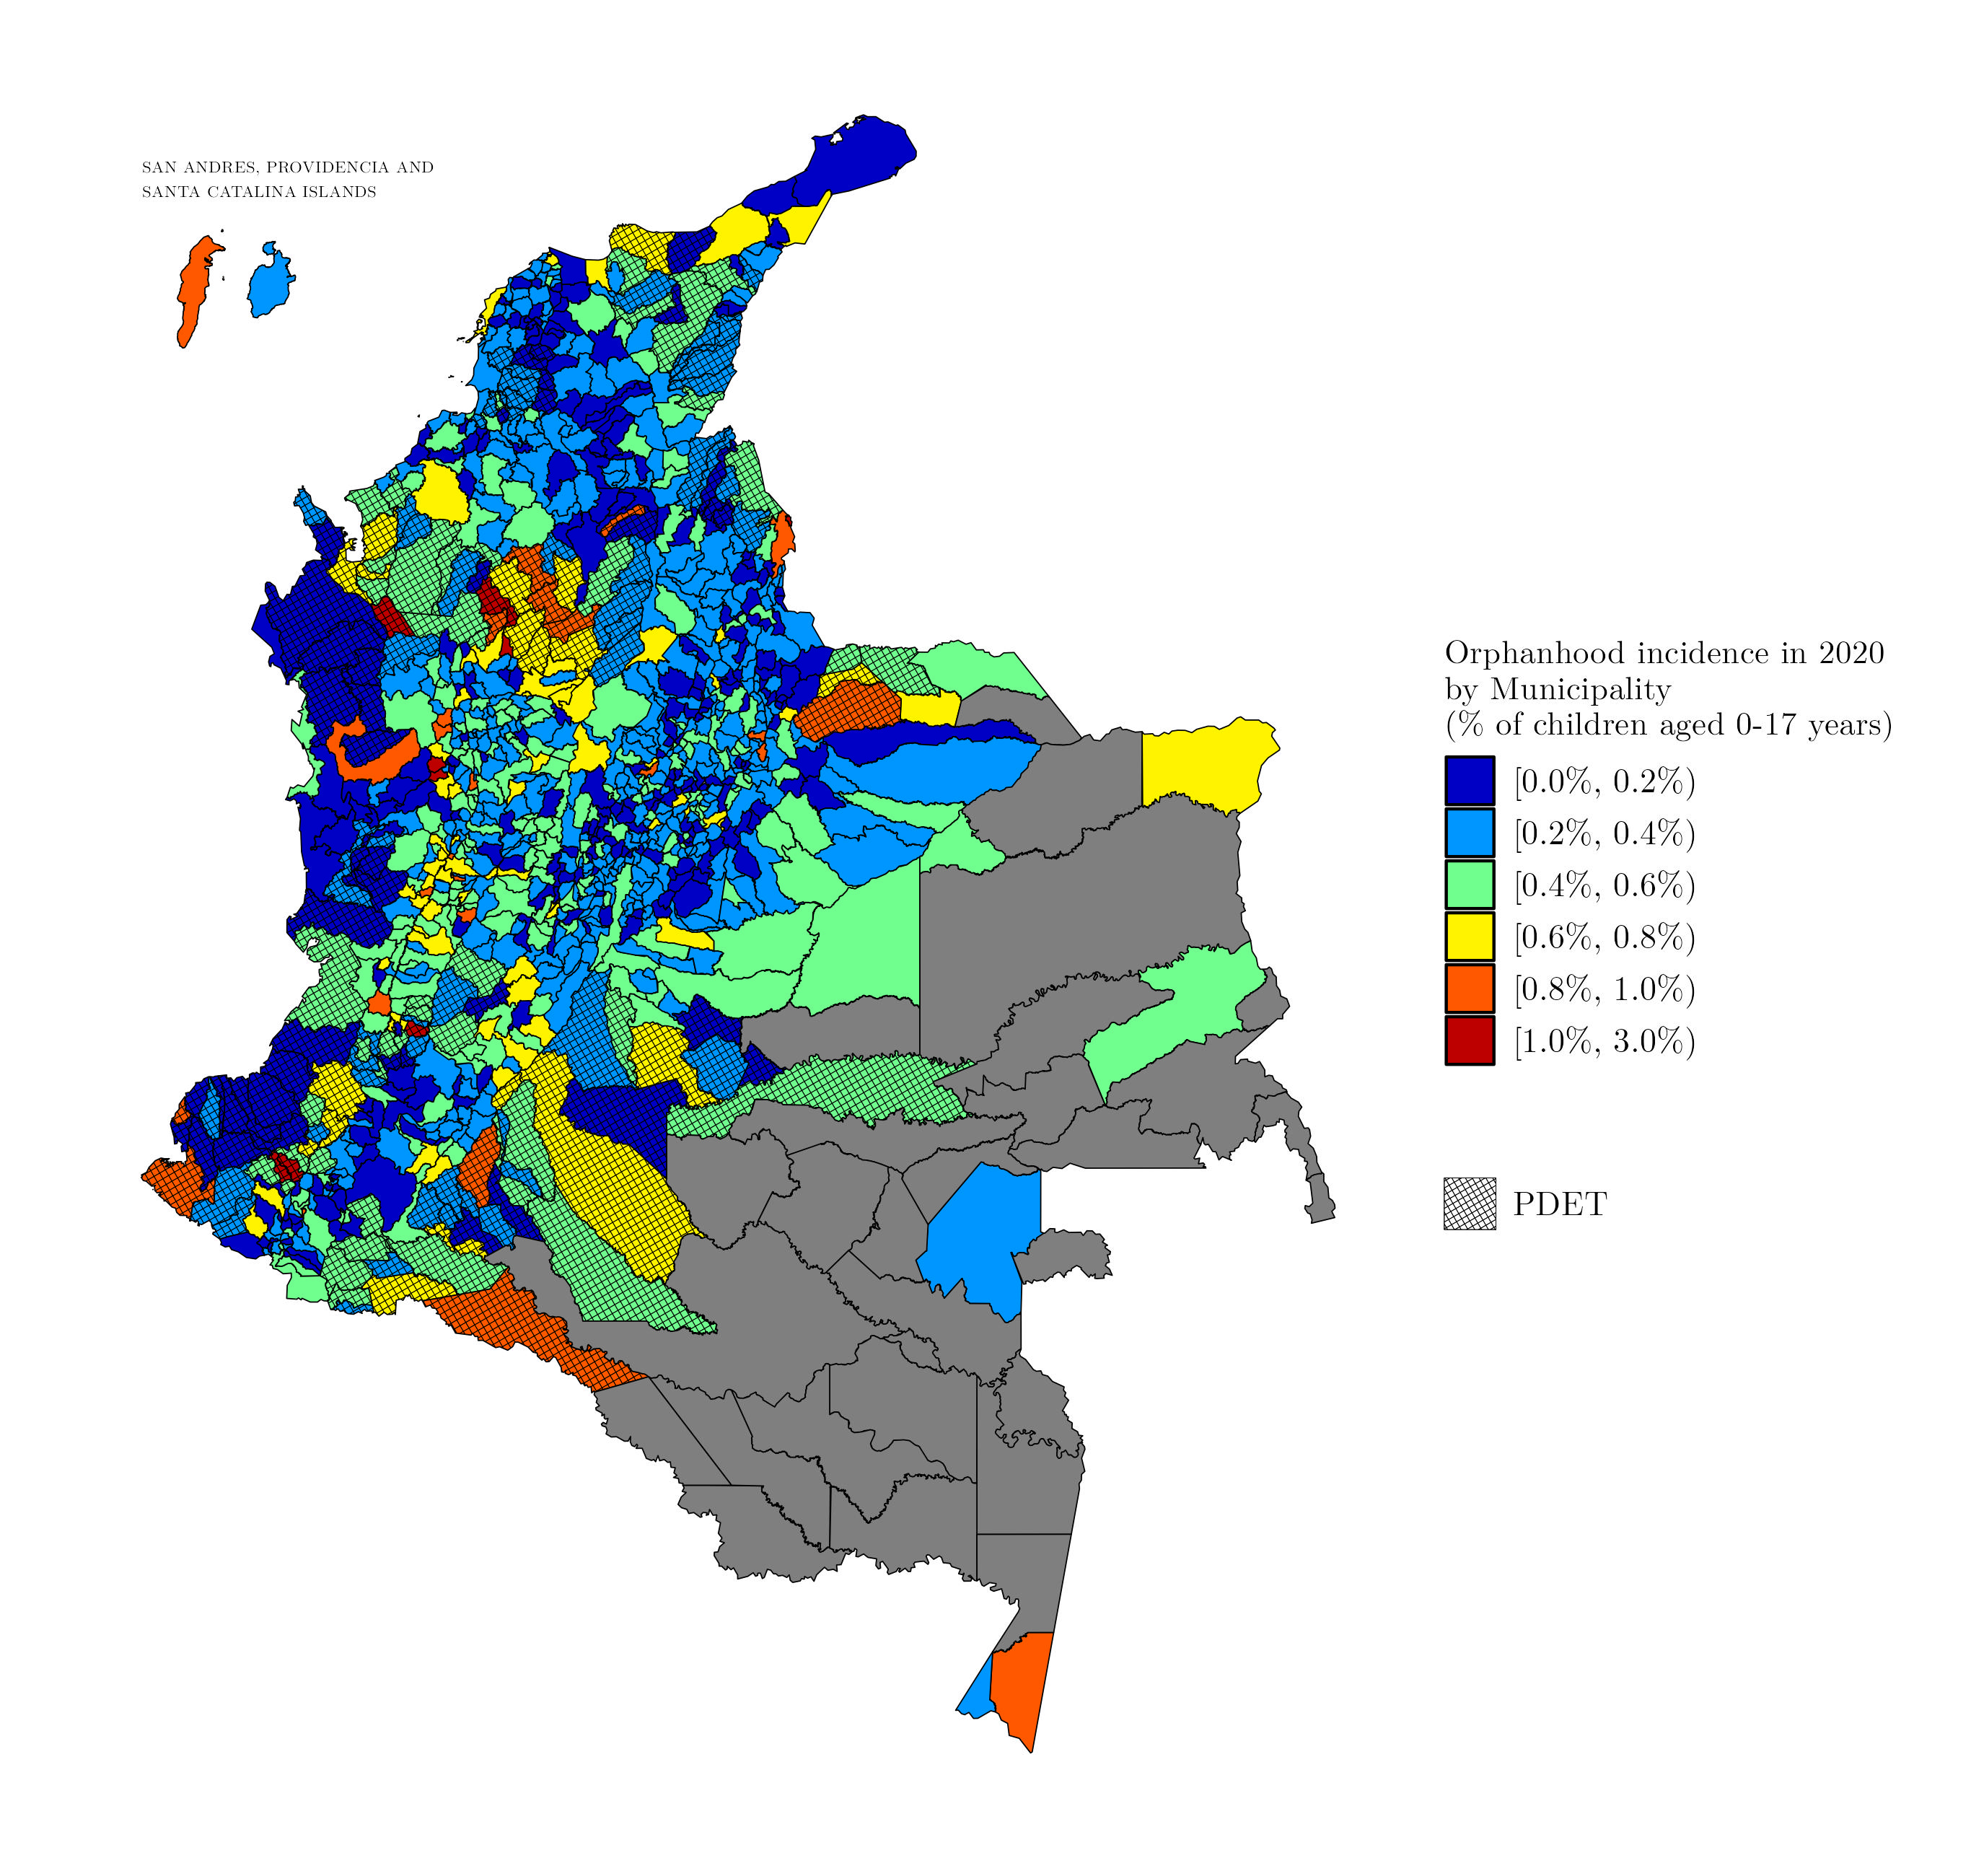 SAN ANDRES, PROVIDENCIA AND
SANTA CATALINA ISLANDS
Orphanhood incidence in 2020
by Municipality
(% of children aged 0-17 years)
[0.0%, 0.2%)
[0.2%, 0.4%)
[0.4%, 0.6%)
[0.6%, 0.8%)
[0.8%, 1.0%)
[1.0%, 3.0%)
PDET